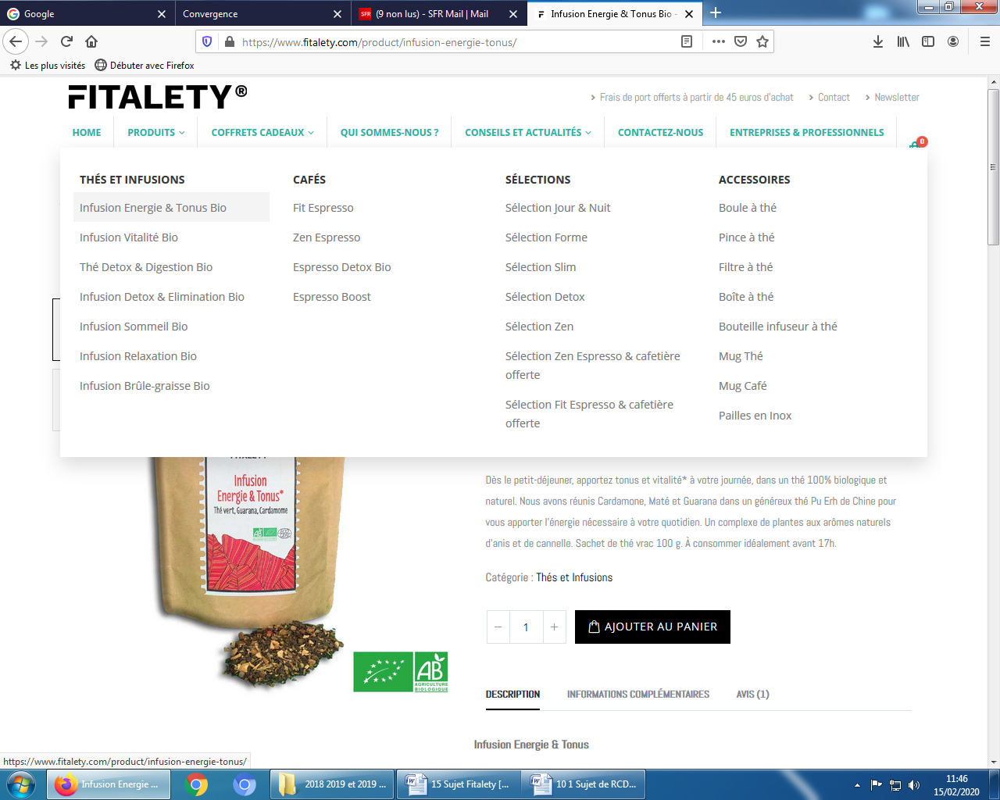 Google
Convergence
SFR (9 non lus) - SFR Mail | Mail
Infusion Energie & Tonus Bio -
https://www.fitalety.com/product/infusion-energie-tonus/
Les plus visités
Débuter avec Firefox
FITALETY®
Frais de port offerts à partir de 45 euros d'achat
Contact
Newsletter
HOME
PRODUITS
COFFRETS CADEAUX
QUI SOMMES-NOUS ?
CONSEILS ET ACTUALITÉS
CONTACTEZ-NOUS
ENTREPRISES & PROFESSIONNELS
0
THÉS ET INFUSIONS
Infusion Energie & Tonus Bio
Infusion Vitalité Bio
Thé Detox & Digestion Bio
Infusion Detox & Elimination Bio
Infusion Sommeil Bio
Infusion Relaxation Bio
Infusion Brûle-graisse Bio
CAFÉS
Fit Espresso
Zen Espresso
Espresso Detox Bio
Espresso Boost
SÉLECTIONS
Sélection Jour & Nuit
Sélection Forme
Sélection Slim
Sélection Detox
Sélection Zen
Sélection Zen Espresso & cafetière
offerte
Sélection Fit Espresso & cafetière
offerte
ACCESSOIRES
Boule à thé
Pince à thé
Filtre à thé
Boîte à thé
Bouteille infuseur à thé
Mug Thé
Mug Café
Pailles en Inox
Infusion
Energie & Tonus*
Thé vert, Guarana, Cardamome
AB
AB
AGRICULTURE
BIOLOGIQUE
Dès le petit-déjeuner, apportez tonus et vitalité* à votre journée, dans un thé 100% biologique et
naturel. Nous avons réunis Cardamone, Maté et Guarana dans un généreux thé Pu Erh de Chine pour
vous apporter l'énergie nécessaire à votre quotidien. Un complexe de plantes aux arômes naturels
d'anis et de cannelle. Sachet de thé vrac 100 g. À consommer idéalement avant 17h.
Catégorie : Thés et Infusions
- 1 +
AJOUTER AU PANIER
DESCRIPTION
INFORMATIONS COMPLÉMENTAIRES
AVIS (1)
Infusion Energie & Tonus
https://www.fitalety.com/product/infusion-energie-tonus/
Infusion Energie ...
2018 2019 et 2019 ...
15 Sujet Fitalety [...
10 1 Sujet de RCD...
11:46
15/02/2020